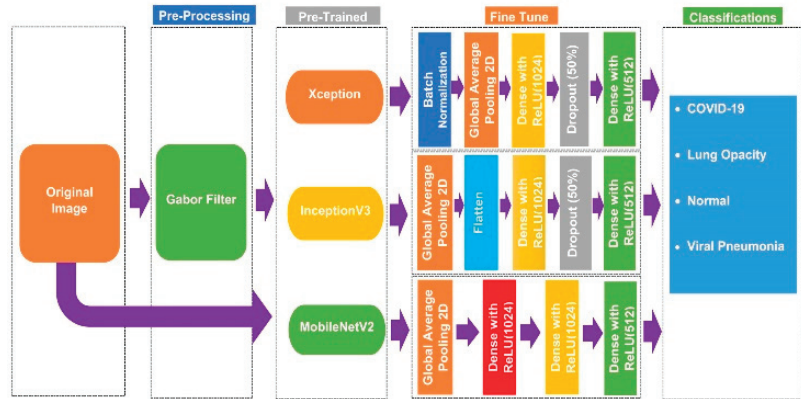 Pre-Processing
Pre-Trained
Fine Tune
Classifications
Original
Image
Gabor Filter
Xception
Batch
Normalization
Global Average
Pooling 2D
Dense with
ReLU(1024)
Dropout (50%)
Dense with
ReLU(512)
InceptionV3
Global Average
Pooling 2D
Flatten
Dense with
ReLU(1024)
Dropout (50%)
Dense with
ReLU(512)
MobileNetV2
Global Average
Pooling 2D
Dense with
ReLU(1024)
Dense with
ReLU(1024)
Dense with
ReLU(512)
• COVID-19
• Lung Opacity
• Normal
• Viral Pneumonia